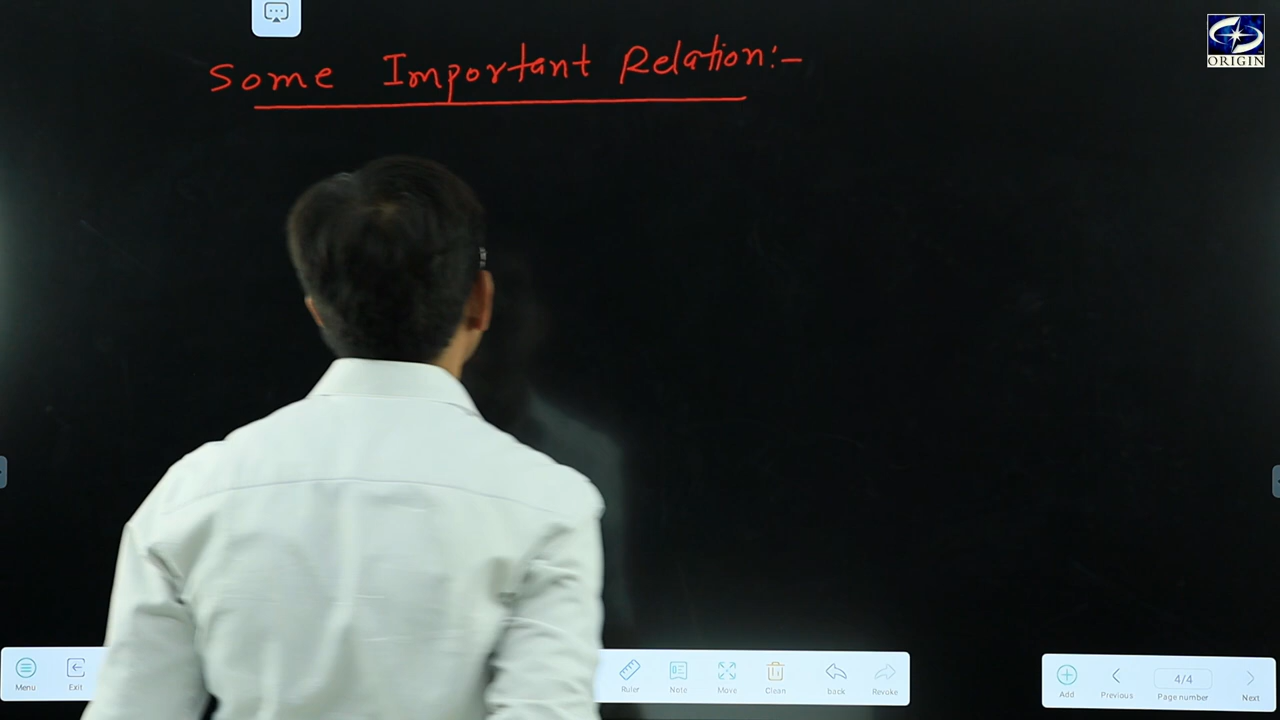 Some Important Relation:-
ORIGIN
Menu
Exit
Ruler
Note
Move
Clean
back
Revoke
Add
Previous
4/4
Page number
Next